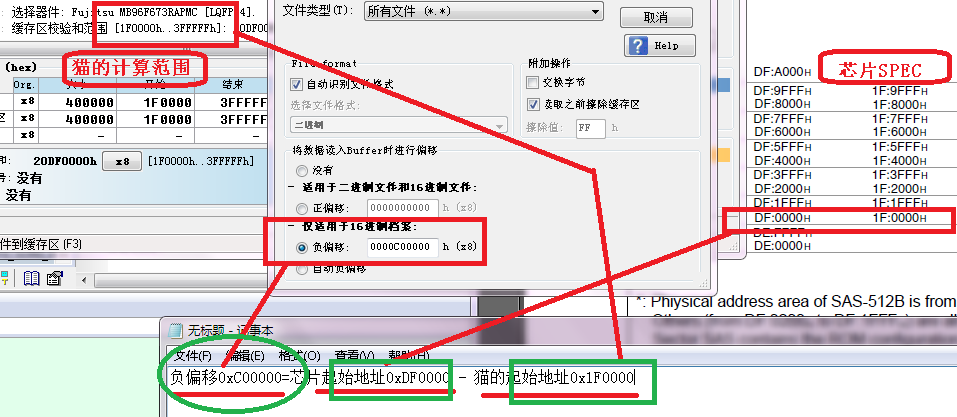 : 选择器件: Fujitsu MB96F673RAPMC [LQFP64].
: 缓存区校验和范围 [1F0000h..3FFFFFh]: 20DF0
猫的计算范围
(hex)
Org. 大小 开始 结束
x8 400000 1F0000 3FFFFF
区 x8 400000 1F0000 3FFFFF
x8 - - -
和: 20DF0000h x8 [1F0000h..3FFFFFh]
号: 没有
没有
件到缓存区 (F3)
文件类型(T): 所有文件 (*.*)
取消
Help
File format
自动识别文件格式
选择文件格式:
二进制
附加操作
交换字节
读取之前擦除缓存区
擦除值: FF h
将数据读入Buffer时进行偏移
没有
- 适用于二进制文件和16进制文件:
正偏移: 0000000000 h (x8)
- 仅适用于16进制档案:
负偏移: 0000C00000 h (x8)
自动负偏移
芯片SPEC
DF:A000H
DF:9FFFH 1F:9FFFH
DF:8000H 1F:8000H
DF:7FFFH 1F:7FFFH
DF:6000H 1F:6000H
DF:5FFFH 1F:5FFFH
DF:4000H 1F:4000H
DF:3FFFH 1F:3FFFH
DF:2000H 1F:2000H
DF:1FFFH 1F:1FFFH
DF:0000H 1F:0000H
DE:FFFFH
DE:0000H
*: Physical address area of SAS-512B is from
无标题 - 记事本
文件(F) 编辑(E) 格式(O) 查看(V) 帮助(H)
负偏移0xC00000=芯片起始地址0xDF0000 - 猫的起始地址0x1F0000